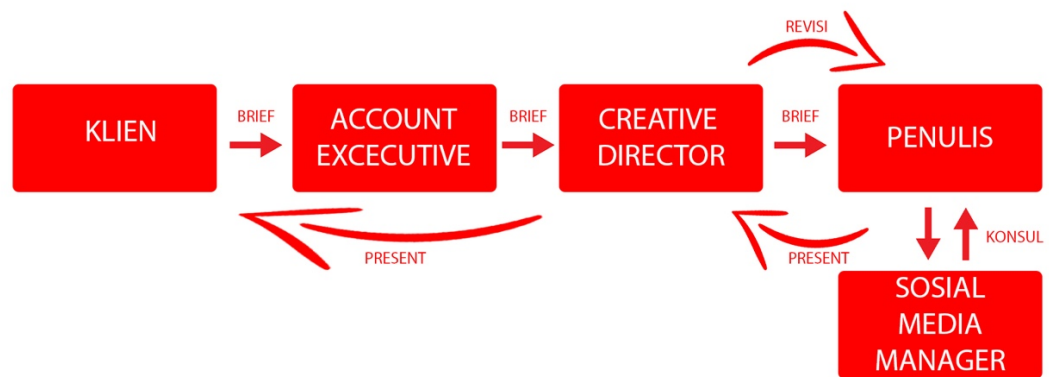 REVISI
KLIEN
BRIEF
ACCOUNT
EXCECUTIVE
BRIEF
CREATIVE
DIRECTOR
BRIEF
PENULIS
PRESENT
PRESENT
KONSUL
SOSIAL
MEDIA
MANAGER